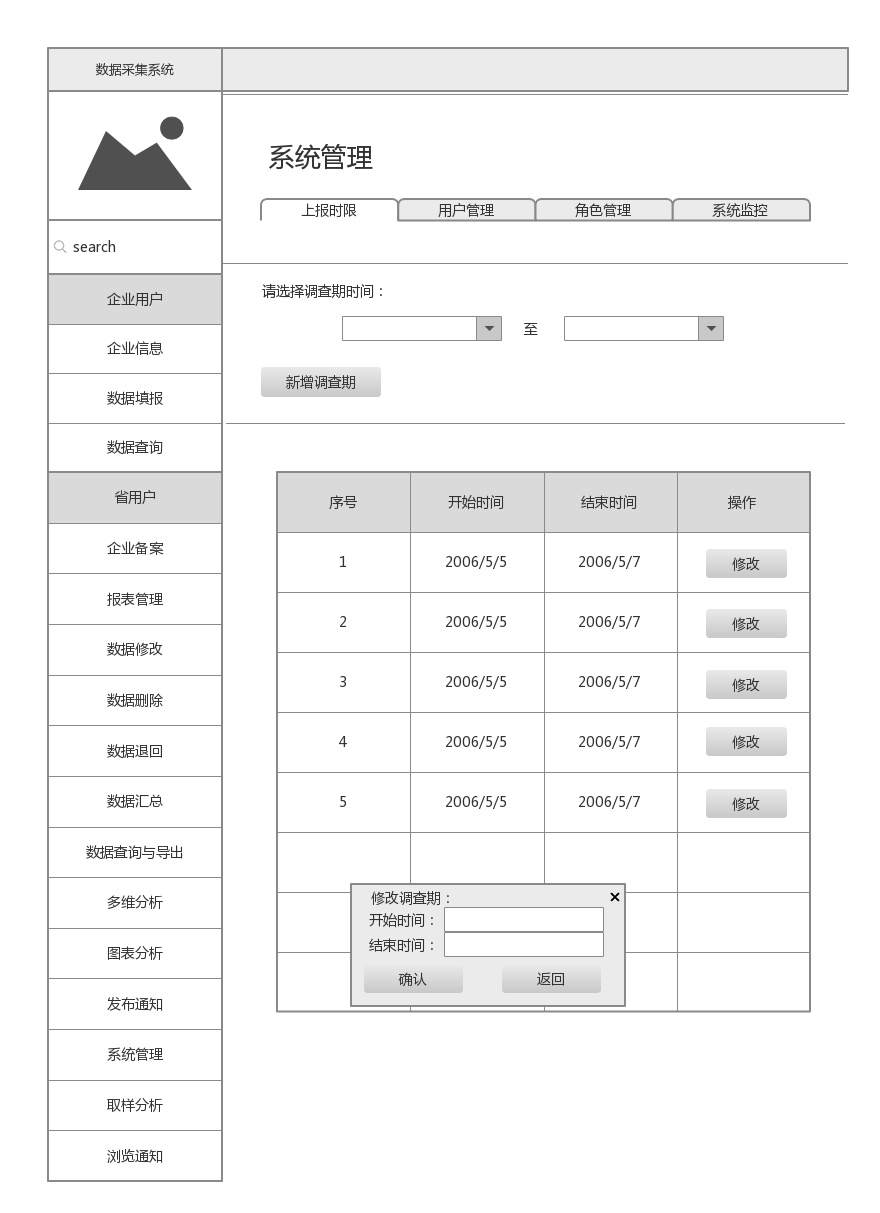 数据采集系统
search
企业用户
企业信息
数据填报
数据查询
省用户
企业备案
报表管理
数据修改
数据删除
数据退回
数据汇总
数据查询与导出
多维分析
图表分析
发布通知
系统管理
取样分析
浏览通知
系统管理
上报时限 用户管理 角色管理 系统监控
请选择调查期时间：
至
新增调查期
序号 开始时间 结束时间 操作
1 2006/5/5 2006/5/7 修改
2 2006/5/5 2006/5/7 修改
3 2006/5/5 2006/5/7 修改
4 2006/5/5 2006/5/7 修改
5 2006/5/5 2006/5/7 修改
修改调查期：
开始时间：
结束时间：
确认 返回